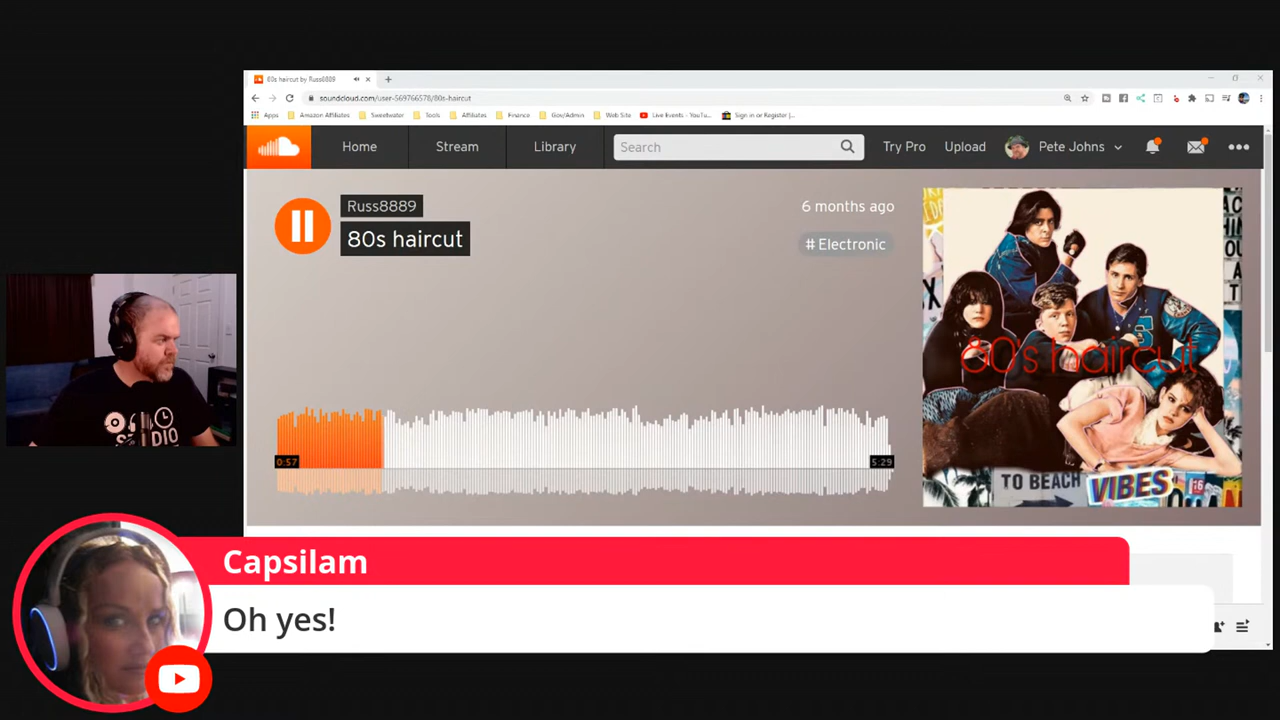 80s haircut by Russ8889
soundcloud.com/user-569766578/80s-haircut
Apps Amazon Affiliates Sweetwater Tools Affiliates Finance Gov/Admin Web Site Live Events - YouTu... Sign in or Register |...
Home Stream Library Search Try Pro Upload Pete Johns
Russ8889
6 months ago
80s haircut
# Electronic
80's haircut
TO BEACH VIBES
0:57
5:29
STUDIO
Capsilam
Oh yes!